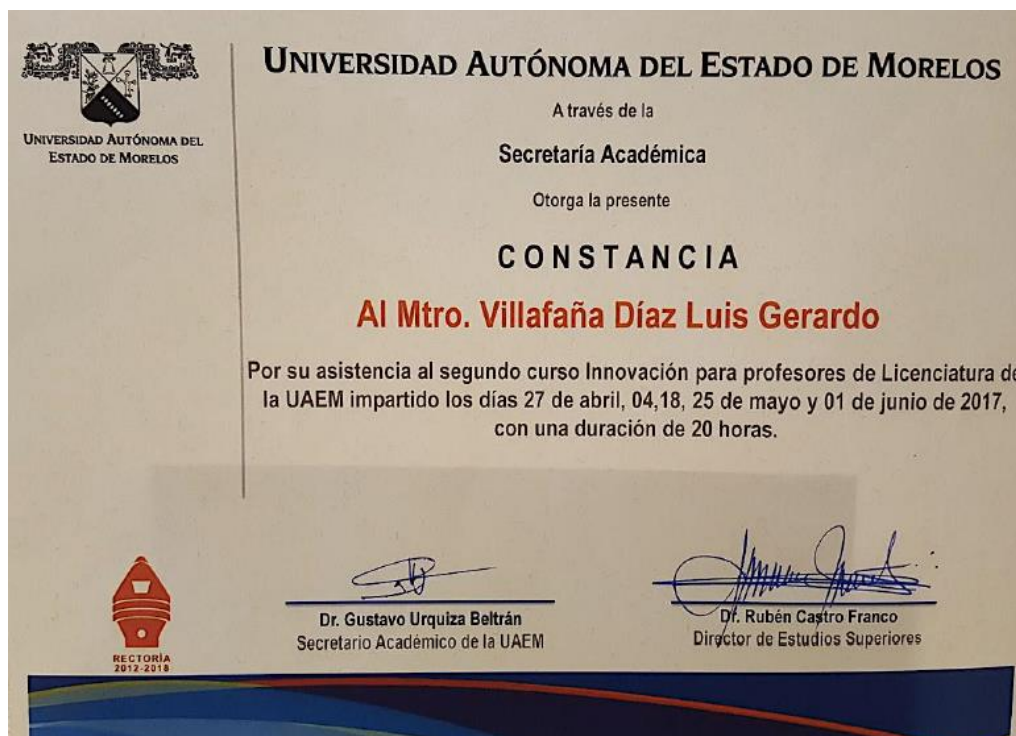 UNIVERSIDAD AUTÓNOMA DEL
ESTADO DE MORELOS
UNIVERSIDAD AUTÓNOMA DEL ESTADO DE MORELOS
A través de la
Secretaría Académica
Otorga la presente
CONSTANCIA
Al Mtro. Villafaña Díaz Luis Gerardo
Por su asistencia al segundo curso Innovación para profesores de Licenciatura de
la UAEM impartido los días 27 de abril, 04,18, 25 de mayo y 01 de junio de 2017,
con una duración de 20 horas.
RECTORÍA
2012-2018
Dr. Gustavo Urquiza Beltrán
Secretario Académico de la UAEM
Dr. Rubén Castro Franco
Director de Estudios Superiores